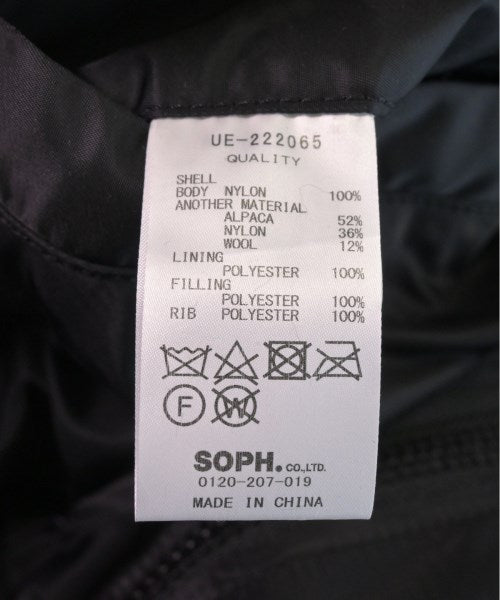 UE-222065
QUALITY
SHELL
BODY NYLON 100%
ANOTHER MATERIAL
ALPACA 52%
NYLON 36%
WOOL 12%
LINING
POLYESTER 100%
FILLING
POLYESTER 100%
RIB POLYESTER 100%
F W
SOPH. CO.,LTD.
0120-207-019
MADE IN CHINA